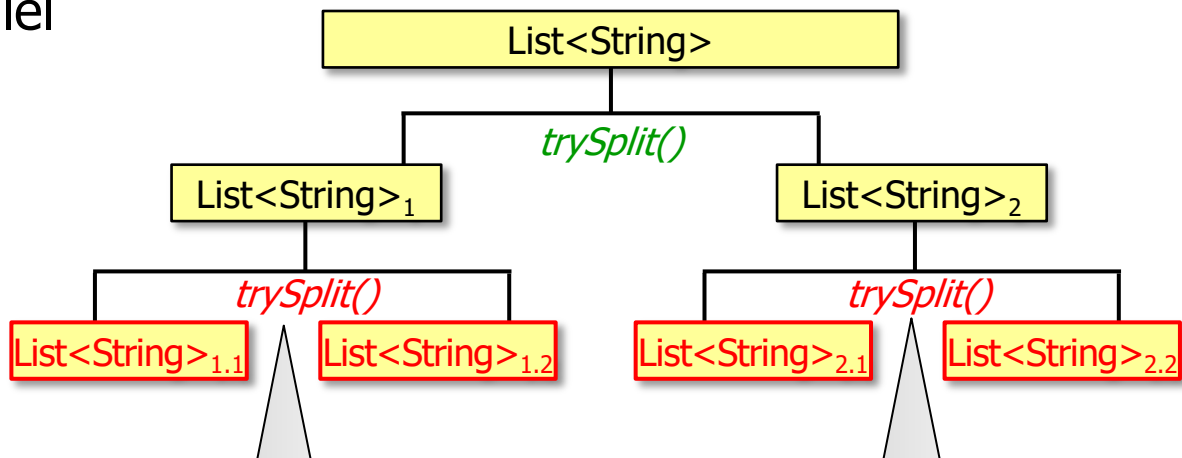 List<String>
trySplit()
List<String>1
List<String>2
trySplit()
trySplit()
List<String>1.1
List<String>1.2
List<String>2.1
List<String>2.2